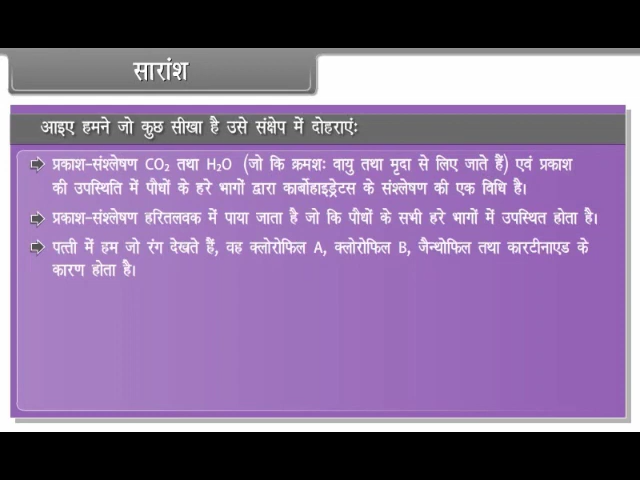 सारांश
आइए हमने जो कुछ सीखा है उसे संक्षेप में दोहराएंः
प्रकाश-संश्लेषण CO₂ तथा H₂O (जो कि क्रमशः वायु तथा मृदा से लिए जाते हैं) एवं प्रकाश
की उपस्थिति में पौधों के हरे भागों द्वारा कार्बोहाइड्रेटस के संश्लेषण की एक विधि है।
प्रकाश-संश्लेषण हरितलवक में पाया जाता है जो कि पौधों के सभी हरे भागों में उपस्थित होता है।
पत्ती में हम जो रंग देखते हैं, वह क्लोरोफिल A, क्लोरोफिल B, जैन्थोफिल तथा कारटीनाएड के
कारण होता है।